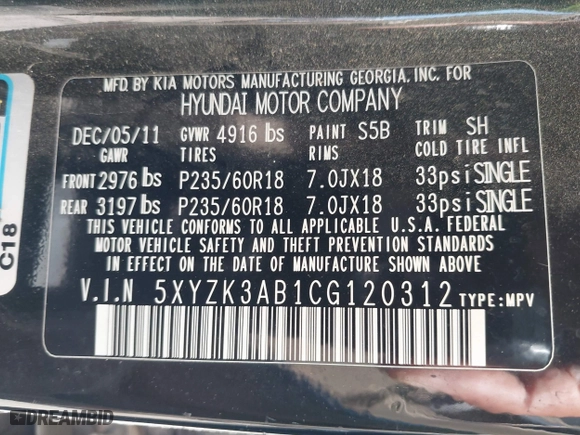 MFD. BY KIA MOTORS MANUFACTURING GEORGIA, INC. FOR
HYUNDAI MOTOR COMPANY
DEC/05/11 GVWR 4916 lbs PAINT S5B TRIM SH
GAWR TIRES RIMS COLD TIRE INFL
FRONT 2976 lbs P235/60R18 7.0JX18 33psi SINGLE
REAR 3197 lbs P235/60R18 7.0JX18 33psi SINGLE
THIS VEHICLE CONFORMS TO ALL APPLICABLE U.S.A. FEDERAL
MOTOR VEHICLE SAFETY AND THEFT PREVENTION STANDARDS
IN EFFECT ON THE DATE OF MANUFACTURE SHOWN ABOVE.
V.I.N 5XYZK3AB1CG120312 TYPE:MPV
C18
DREAMBID